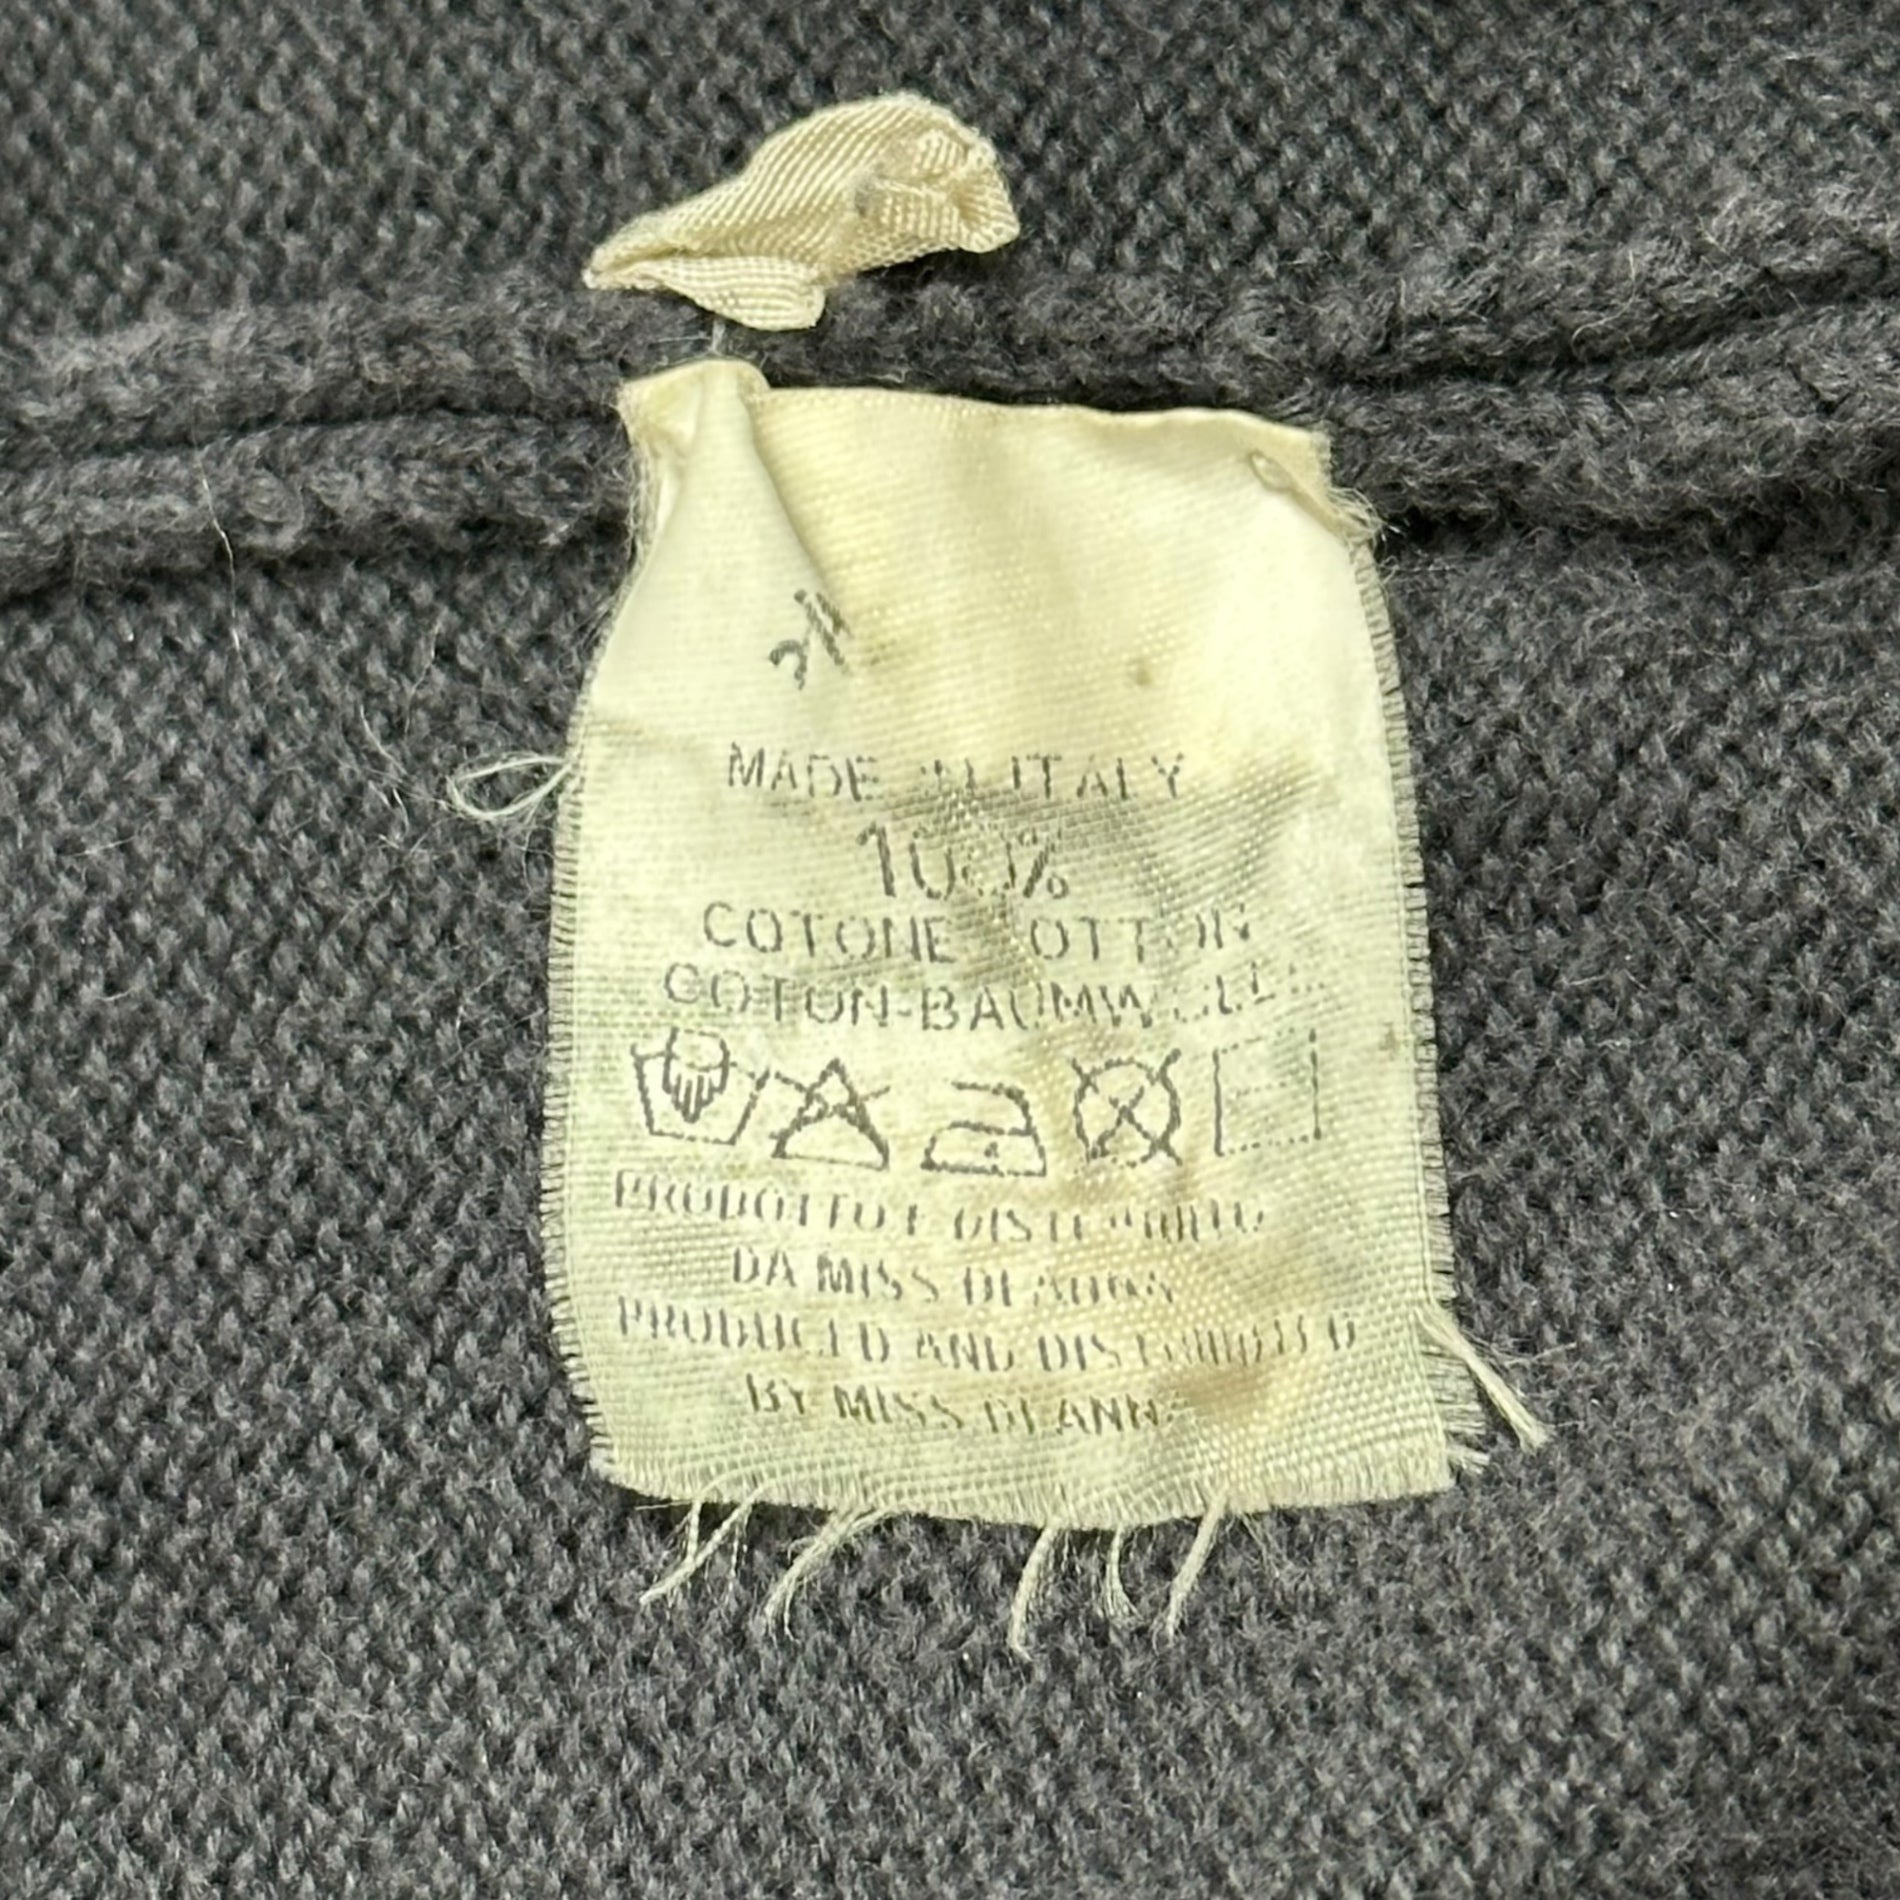 MADE IN ITALY
100%
COTONE COTTON
COTON-BAUMWOLLE
PRODOTTO E DISTRIBUITO
DA MISS DEANNA
PRODUCED AND DISTRIBUTED
BY MISS DEANNA